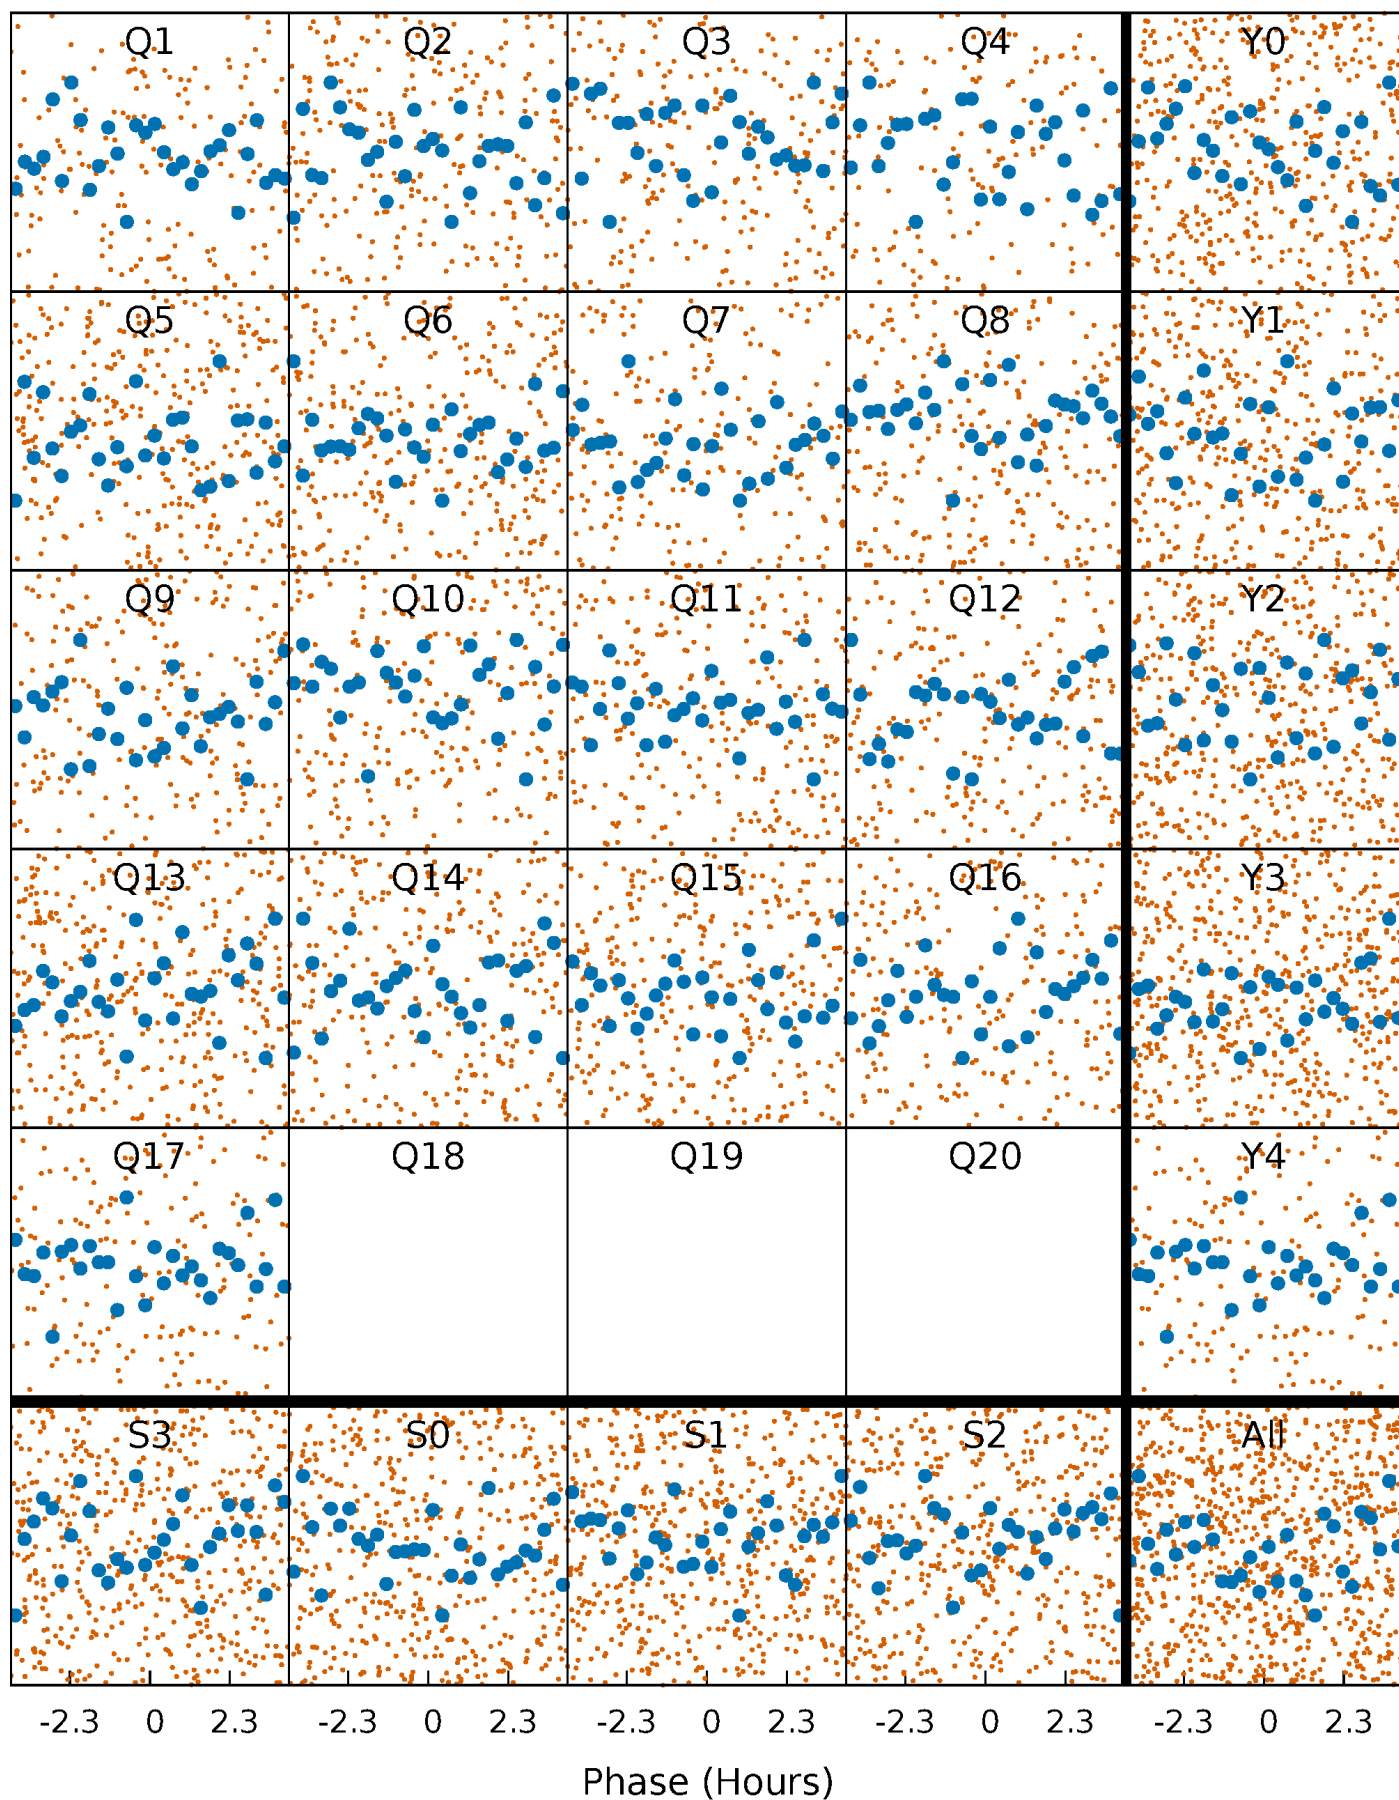 Q1 Q2 Q3 Q4 Y0
Q5 Q6 Q7 Q8 Y1
Q9 Q10 Q11 Q12 Y2
Q13 Q14 Q15 Q16 Y3
Q17 Q18 Q19 Q20 Y4
S3 S0 S1 S2 All
-2.3 0 2.3 -2.3 0 2.3 -2.3 0 2.3 -2.3 0 2.3 -2.3 0 2.3
Phase (Hours)